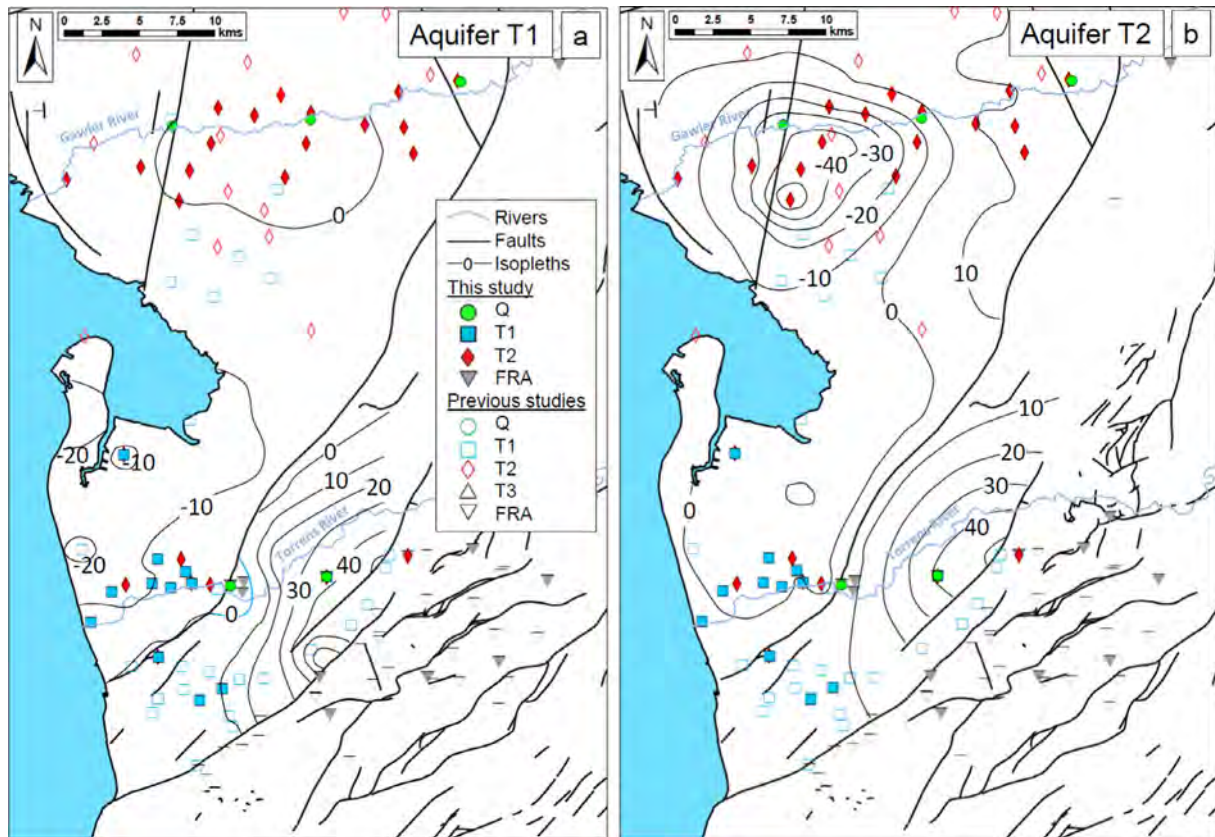 0 2.5 5 7.5 10
kms
N
Aquifer T1
a
Gawler River
0
Rivers
Faults
0 Isopleths
This study
Q
T1
T2
FRA
Previous studies
Q
T1
T2
T3
FRA
-20
-10
0
10
20
-10
Torrens River
-20
40
30
0
0 2.5 5 7.5 10
kms
N
Aquifer T2
b
Gawler River
-40
-30
-20
-10
10
0
10
20
30
0
40
Torrens River